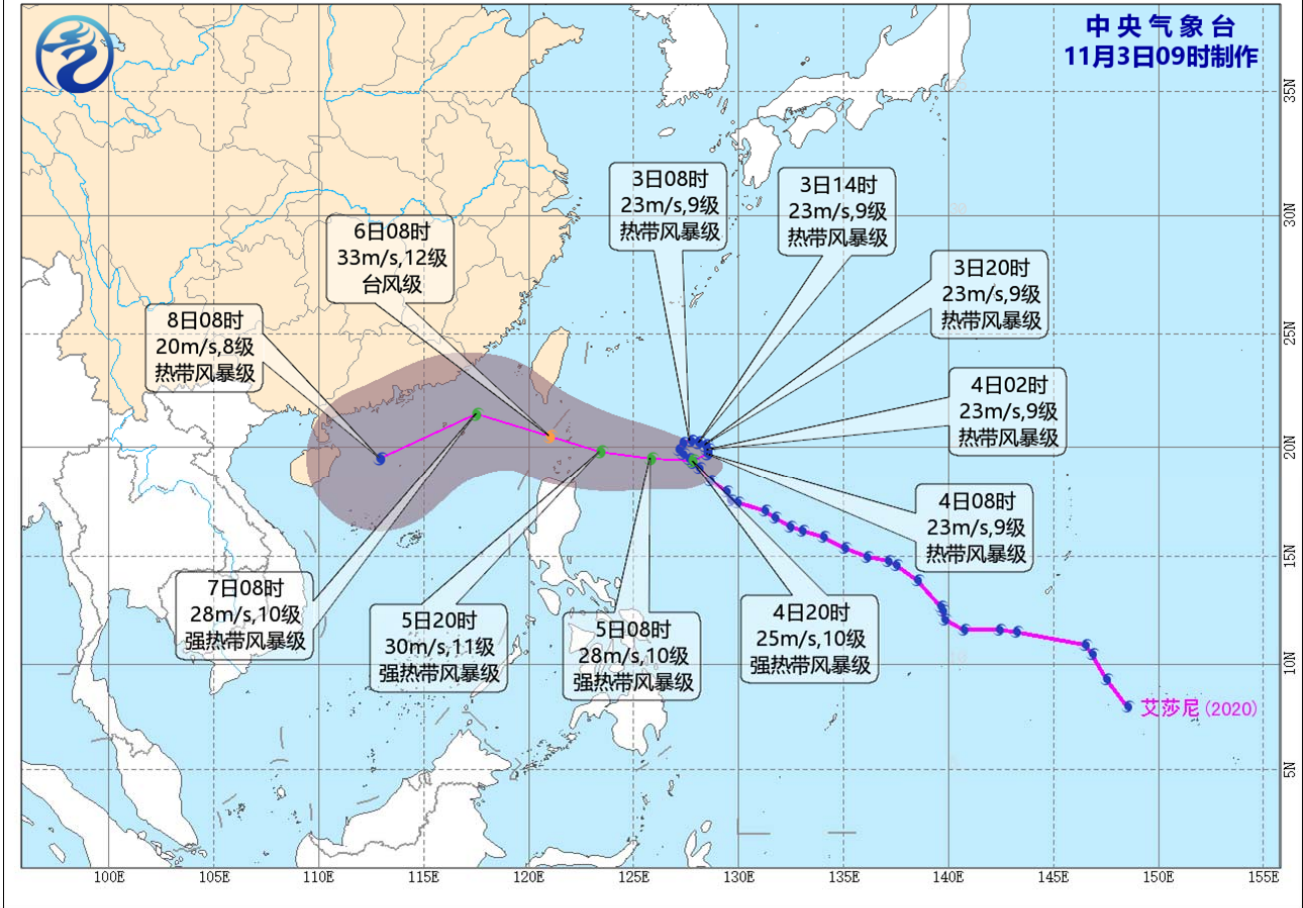 中央气象台
11月3日09时制作
3日08时
23m/s,9级
热带风暴级
3日14时
23m/s,9级
热带风暴级
6日08时
33m/s,12级
台风级
3日20时
23m/s,9级
热带风暴级
8日08时
20m/s,8级
热带风暴级
4日02时
23m/s,9级
热带风暴级
4日08时
23m/s,9级
热带风暴级
7日08时
28m/s,10级
强热带风暴级
5日20时
30m/s,11级
强热带风暴级
5日08时
28m/s,10级
强热带风暴级
4日20时
25m/s,10级
强热带风暴级
艾莎尼(2020)
35N
30N
25N
20N
15N
10N
5N
100E
105E
110E
115E
120E
125E
130E
135E
140E
145E
150E
155E